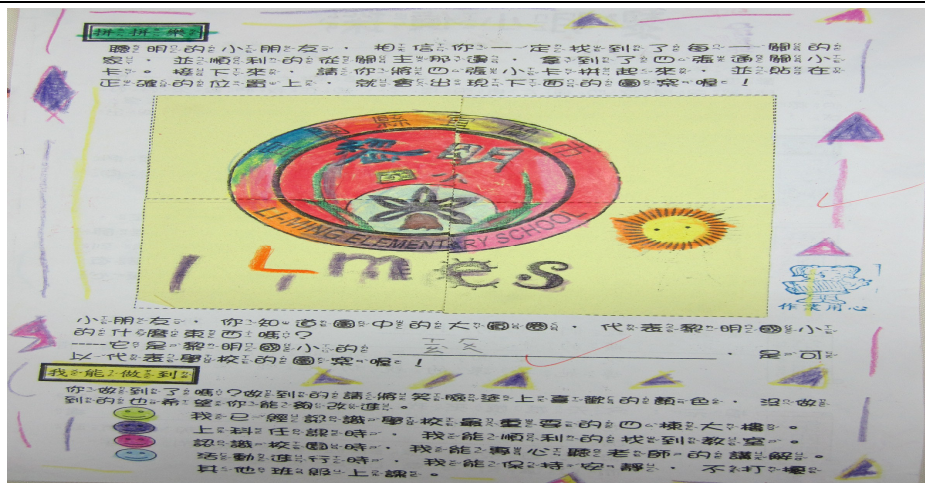 拼拼樂
聰明的小朋友，相信你一定找到了每一關的
家，並順利的從關主那邊，拿到了四張通關小
卡。接下來，請你將四張小卡拼起來，並貼在
正確的位置上，就會出現下面的圖案喔！
黎明
國小
LI-MING ELEMENTARY SCHOOL
lmes
作業用心
小朋友，你知道圖中的大圓圈，代表黎明國小
的什麼東西嗎？
----它是黎明國小的，是可
以代表學校的圖案喔！
我能做到
你做到了嗎？做到的請將笑臉塗上喜歡的顏色，沒做
到的也希望你能夠改進。
我已經認識學校最重要的四棟大樓。
上科任課時，我能順利的找到教室。
認識校園時，我能專心聽老師的講解。
活動進行時，我能保持安靜，不打擾
其他班級上課。